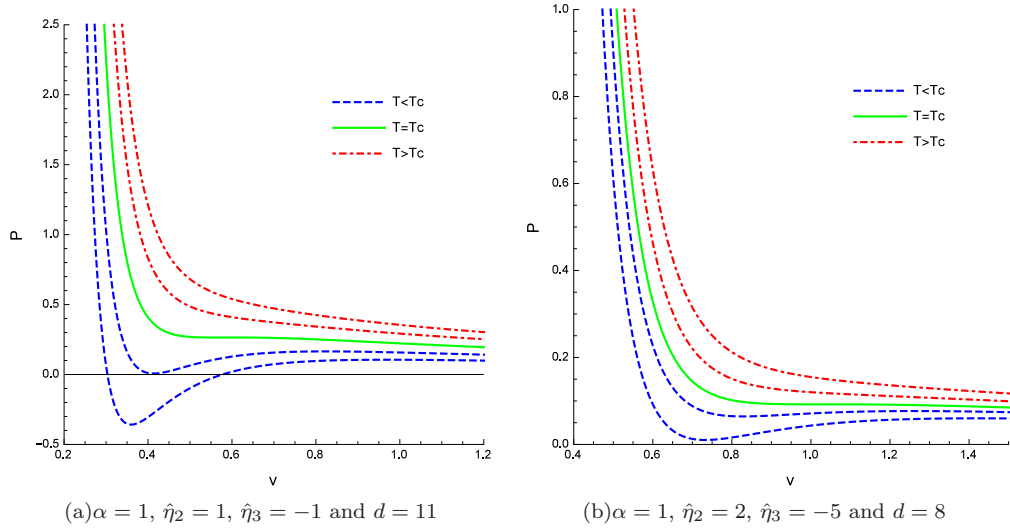 2.5
2.0
1.5
1.0
0.5
0.0
−0.5
P
0.2 0.4 0.6 0.8 1.0 1.2
v
T<Tc
T=Tc
T>Tc
(a)α = 1, η̂₂ = 1, η̂₃ = −1 and d = 11
1.0
0.8
0.6
0.4
0.2
0.0
P
0.4 0.6 0.8 1.0 1.2 1.4
v
T<Tc
T=Tc
T>Tc
(b)α = 1, η̂₂ = 2, η̂₃ = −5 and d = 8